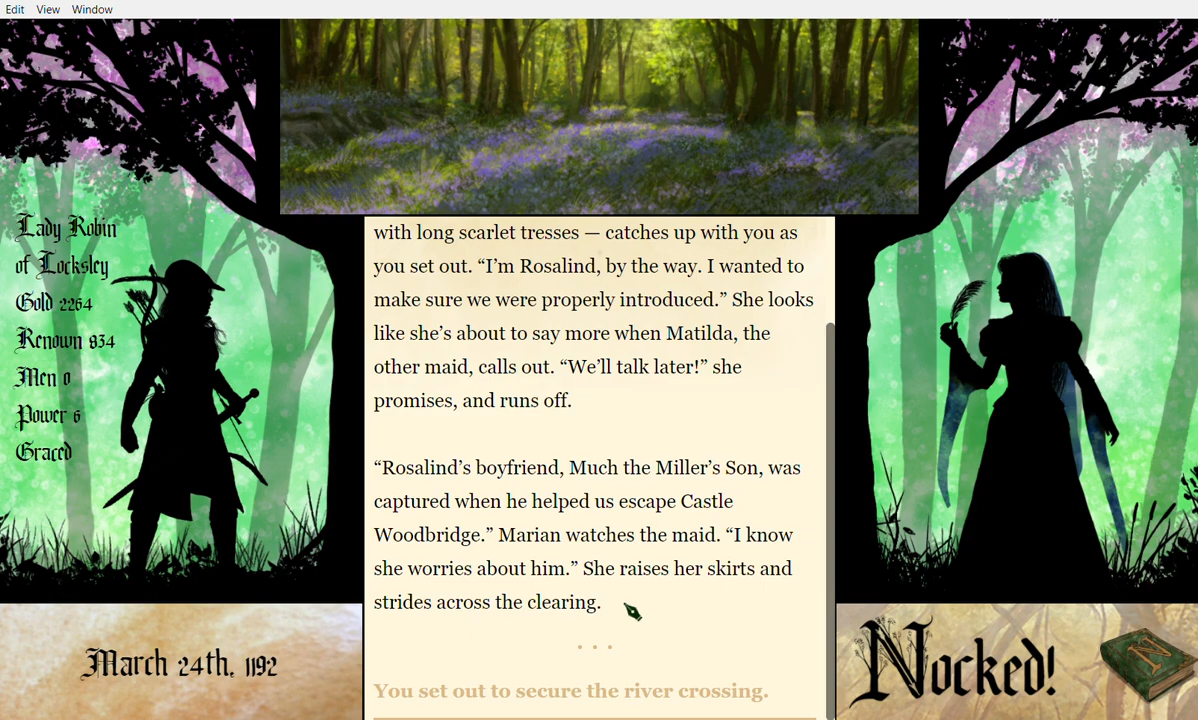 Edit View Window
Lady Robin
of Locksley
Gold 2264
Renown 834
Men 0
Power 6
Graced
with long scarlet tresses — catches up with you as
you set out. “I’m Rosalind, by the way. I wanted to
make sure we were properly introduced.” She looks
like she’s about to say more when Matilda, the
other maid, calls out. “We’ll talk later!” she
promises, and runs off.
“Rosalind’s boyfriend, Much the Miller’s Son, was
captured when he helped us escape Castle
Woodbridge.” Marian watches the maid. “I know
she worries about him.” She raises her skirts and
strides across the clearing.
• • •
You set out to secure the river crossing.
March 24th, 1192
Nocked!
N